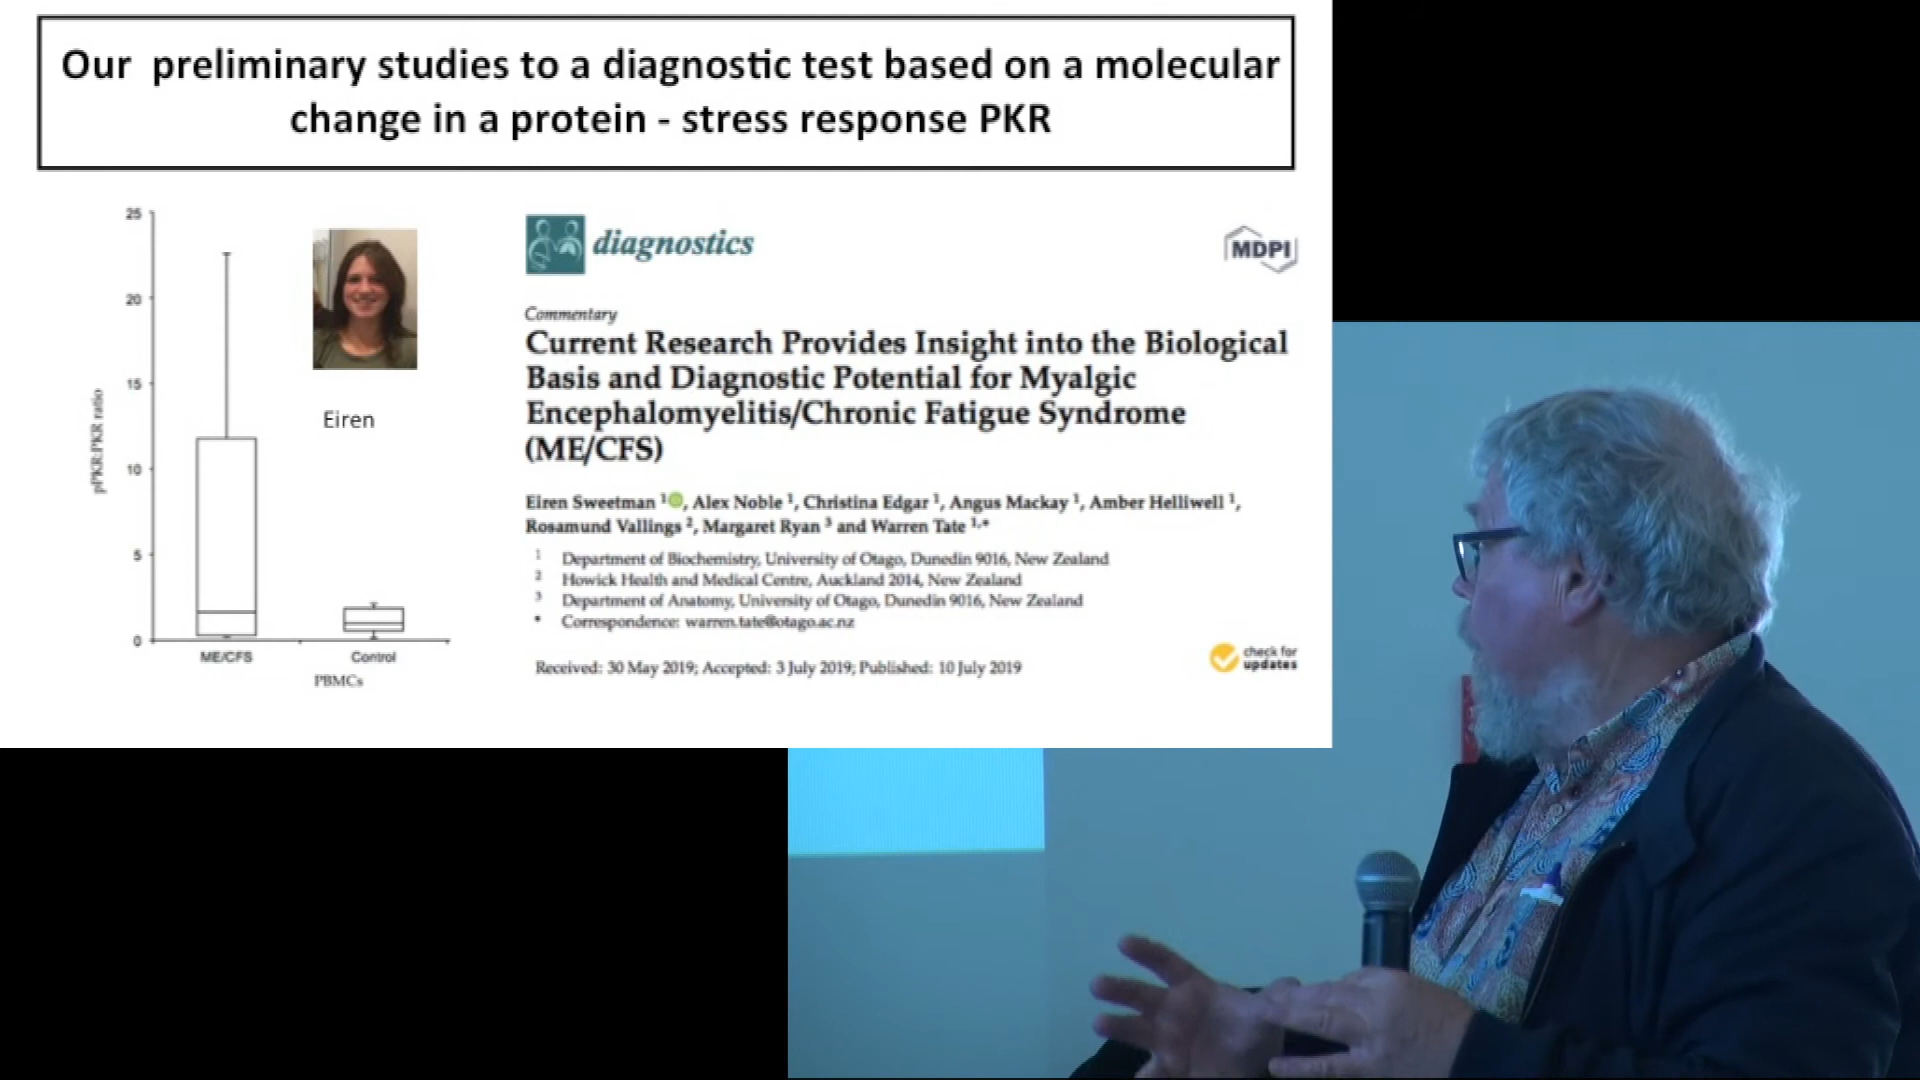 Our preliminary studies to a diagnostic test based on a molecular
change in a protein - stress response PKR
25
20
15
10
5
0
pPKR:PKR ratio
ME/CFS
Control
PBMCs
Eiren
diagnostics
MDPI
Commentary
Current Research Provides Insight into the Biological
Basis and Diagnostic Potential for Myalgic
Encephalomyelitis/Chronic Fatigue Syndrome
(ME/CFS)
Eiren Sweetman 1 iD, Alex Noble 1, Christina Edgar 1, Angus Mackay 1, Amber Helliwell 1,
Rosamund Vallings 2, Margaret Ryan 3 and Warren Tate 1,*
1 Department of Biochemistry, University of Otago, Dunedin 9016, New Zealand
2 Howick Health and Medical Centre, Auckland 2014, New Zealand
3 Department of Anatomy, University of Otago, Dunedin 9016, New Zealand
* Correspondence: warren.tate@otago.ac.nz
Received: 30 May 2019; Accepted: 3 July 2019; Published: 10 July 2019
check for
updates